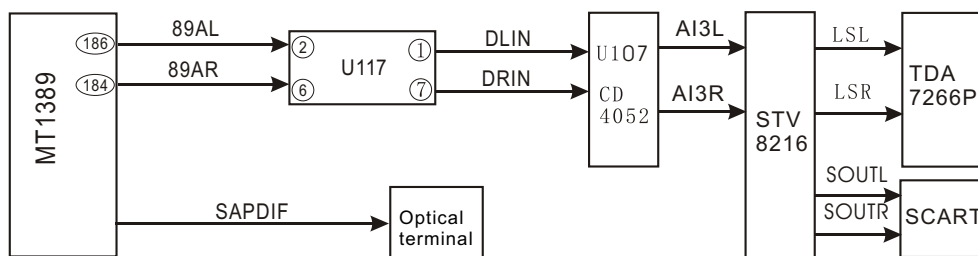 MT1389
186
184
89AL
89AR
2
6
U117
1
7
DLIN
DRIN
U107
CD
4052
AI3L
AI3R
STV
8216
LSL
LSR
TDA
7266P
SOUTL
SOUTR
SCART
SAPDIF
Optical
terminal